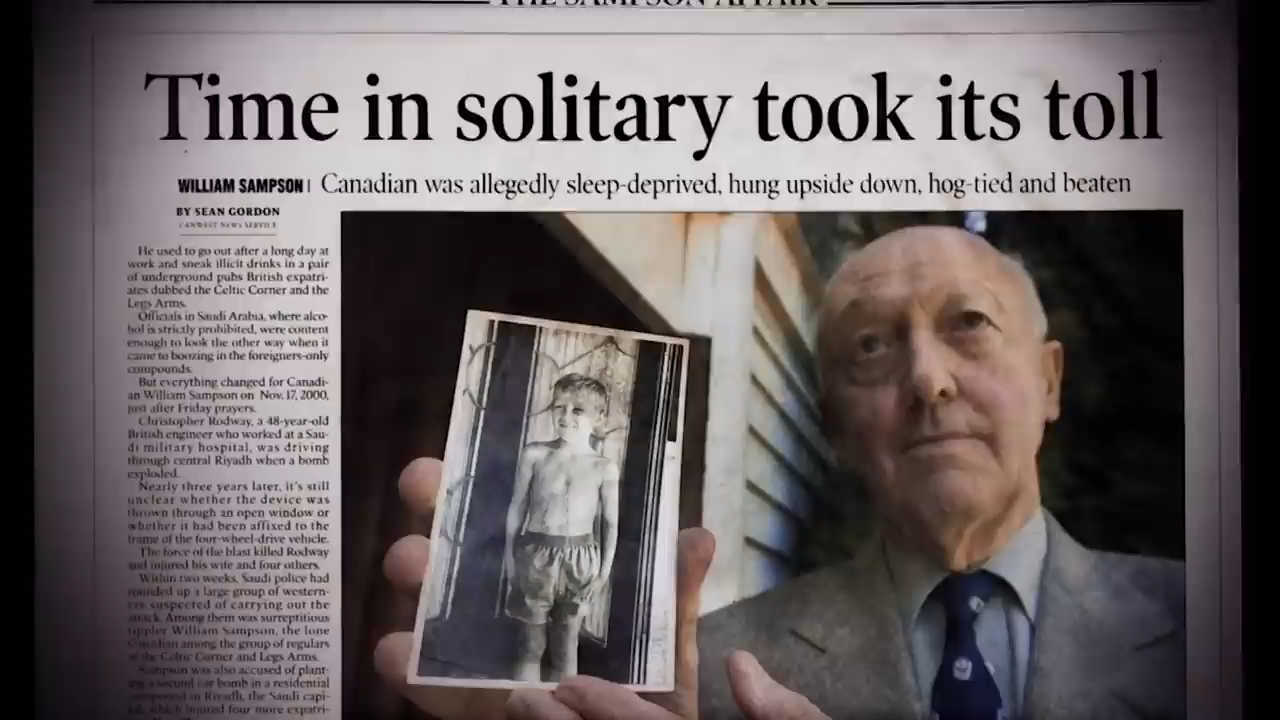 THE SAMPSON AFFAIR
Time in solitary took its toll
WILLIAM SAMPSON | Canadian was allegedly sleep-deprived, hung upside down, hog-tied and beaten
BY SEAN GORDON
CANWEST NEWS SERVICE
He used to go out after a long day at
work and sneak illicit drinks in a pair
of underground pubs British expatri-
ates dubbed the Celtic Corner and the
Legs Arms.
Officials in Saudi Arabia, where alco-
hol is strictly prohibited, were content
enough to look the other way when it
came to boozing in the foreigners-only
compounds.
But everything changed for Canadi-
an William Sampson on Nov. 17, 2000,
just after Friday prayers.
Christopher Rodway, a 48-year-old
British engineer who worked at a Sau-
di military hospital, was driving
through central Riyadh when a bomb
exploded.
Nearly three years later, it's still
unclear whether the device was
thrown through an open window or
whether it had been affixed to the
frame of the four-wheel-drive vehicle.
The force of the blast killed Rodway
and injured his wife and four others.
Within two weeks, Saudi police had
rounded up a large group of western-
ers suspected of carrying out the
attack. Among them was surreptitious
tippler William Sampson, the lone
Canadian among the group of regulars
at the Celtic Corner and Legs Arms.
Sampson was also accused of plant-
ing a second car bomb in a residential
compound in Riyadh, the Saudi capi-
tal, which injured four more expatri-